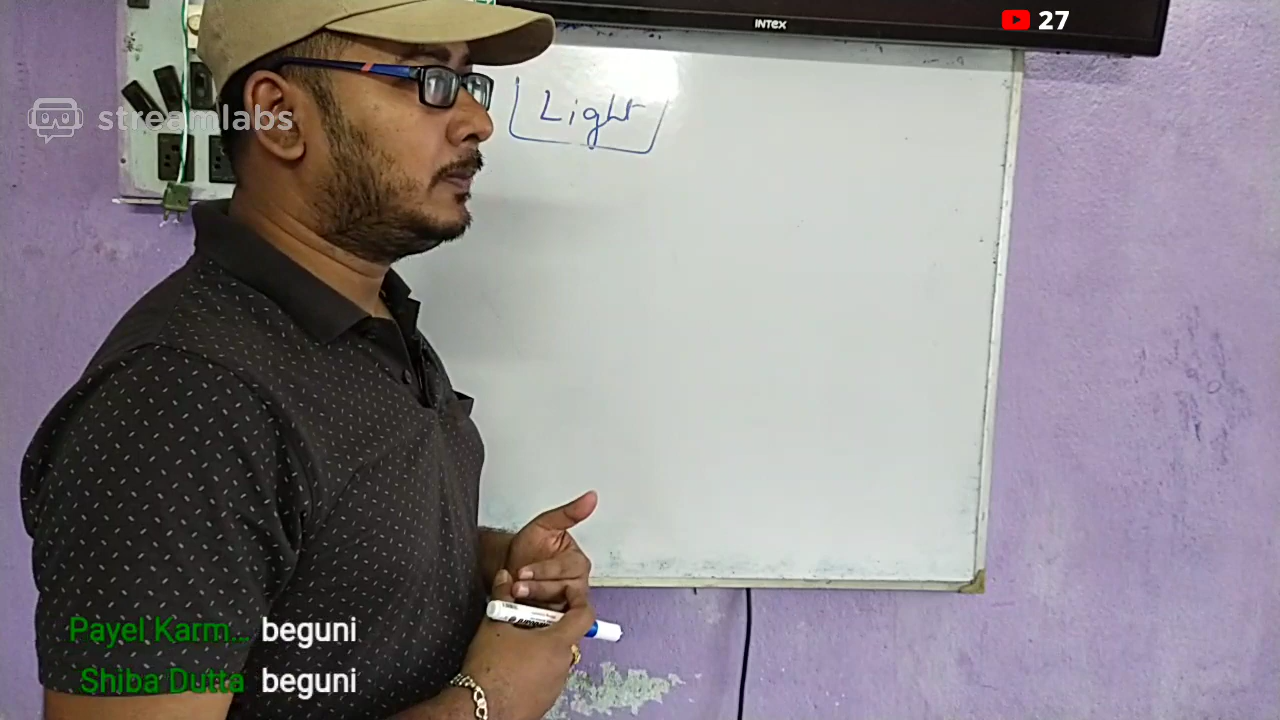 INTEX
27
streamlabs
Light
Payel Karm... beguni
Shiba Dutta beguni